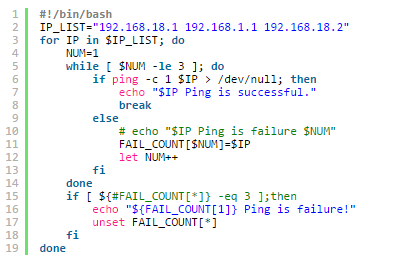 1 #!/bin/bash
2 IP_LIST="192.168.18.1 192.168.1.1 192.168.18.2"
3 for IP in $IP_LIST; do
4     NUM=1
5     while [ $NUM -le 3 ]; do
6         if ping -c 1 $IP > /dev/null; then
7             echo "$IP Ping is successful."
8             break
9         else
10             # echo "$IP Ping is failure $NUM"
11             FAIL_COUNT[$NUM]=$IP
12             let NUM++
13         fi
14     done
15     if [ ${#FAIL_COUNT[*]} -eq 3 ];then
16         echo "${FAIL_COUNT[1]} Ping is failure!"
17         unset FAIL_COUNT[*]
18     fi
19 done